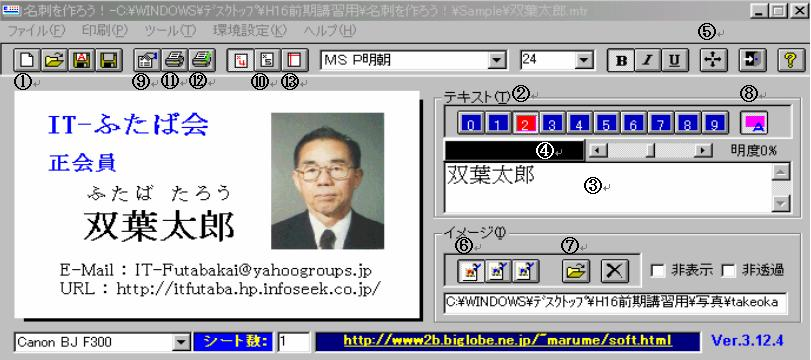 名刺を作ろう！-C:¥WINDOWS¥ﾃﾞｽｸﾄｯﾌﾟ¥H16前期講習用¥名刺を作ろう！¥Sample¥双葉太郎.mtr
ファイル(F) 印刷(P) ツール(T) 環境設定(K) ヘルプ(H) ⑤
MS P明朝 24 B I U
① ⑨ ⑪ ⑫ ⑩ ⑬
テキスト(T) ② ⑧
0 1 2 3 4 5 6 7 8 9 A
④ 明度0%
双葉太郎 ③
IT-ふたば会
正会員
ふたば たろう
双葉太郎
E-Mail : IT-Futabakai@yahoogroups.jp
URL : http://itfutaba.hp.infoseek.co.jp/
イメージ(I)
⑥ ⑦
非表示 非透過
C:¥WINDOWS¥ﾃﾞｽｸﾄｯﾌﾟ¥H16前期講習用¥写真¥takeoka
Canon BJ F300 シート数: 1 http://www2b.biglobe.ne.jp/~marume/soft.html Ver.3.12.4